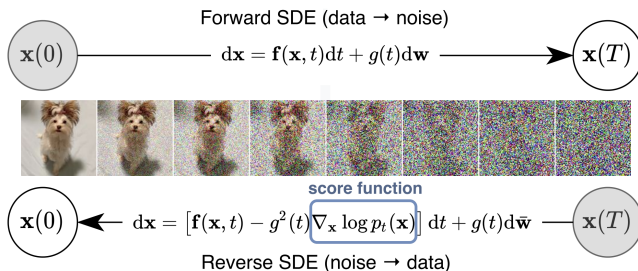 Forward SDE (data → noise)
x(0) dx = f(x, t)dt + g(t)dw x(T)
score function
x(0) dx = [f(x, t) − g²(t)∇ₓ log pₜ(x)] dt + g(t)dw̄ x(T)
Reverse SDE (noise → data)